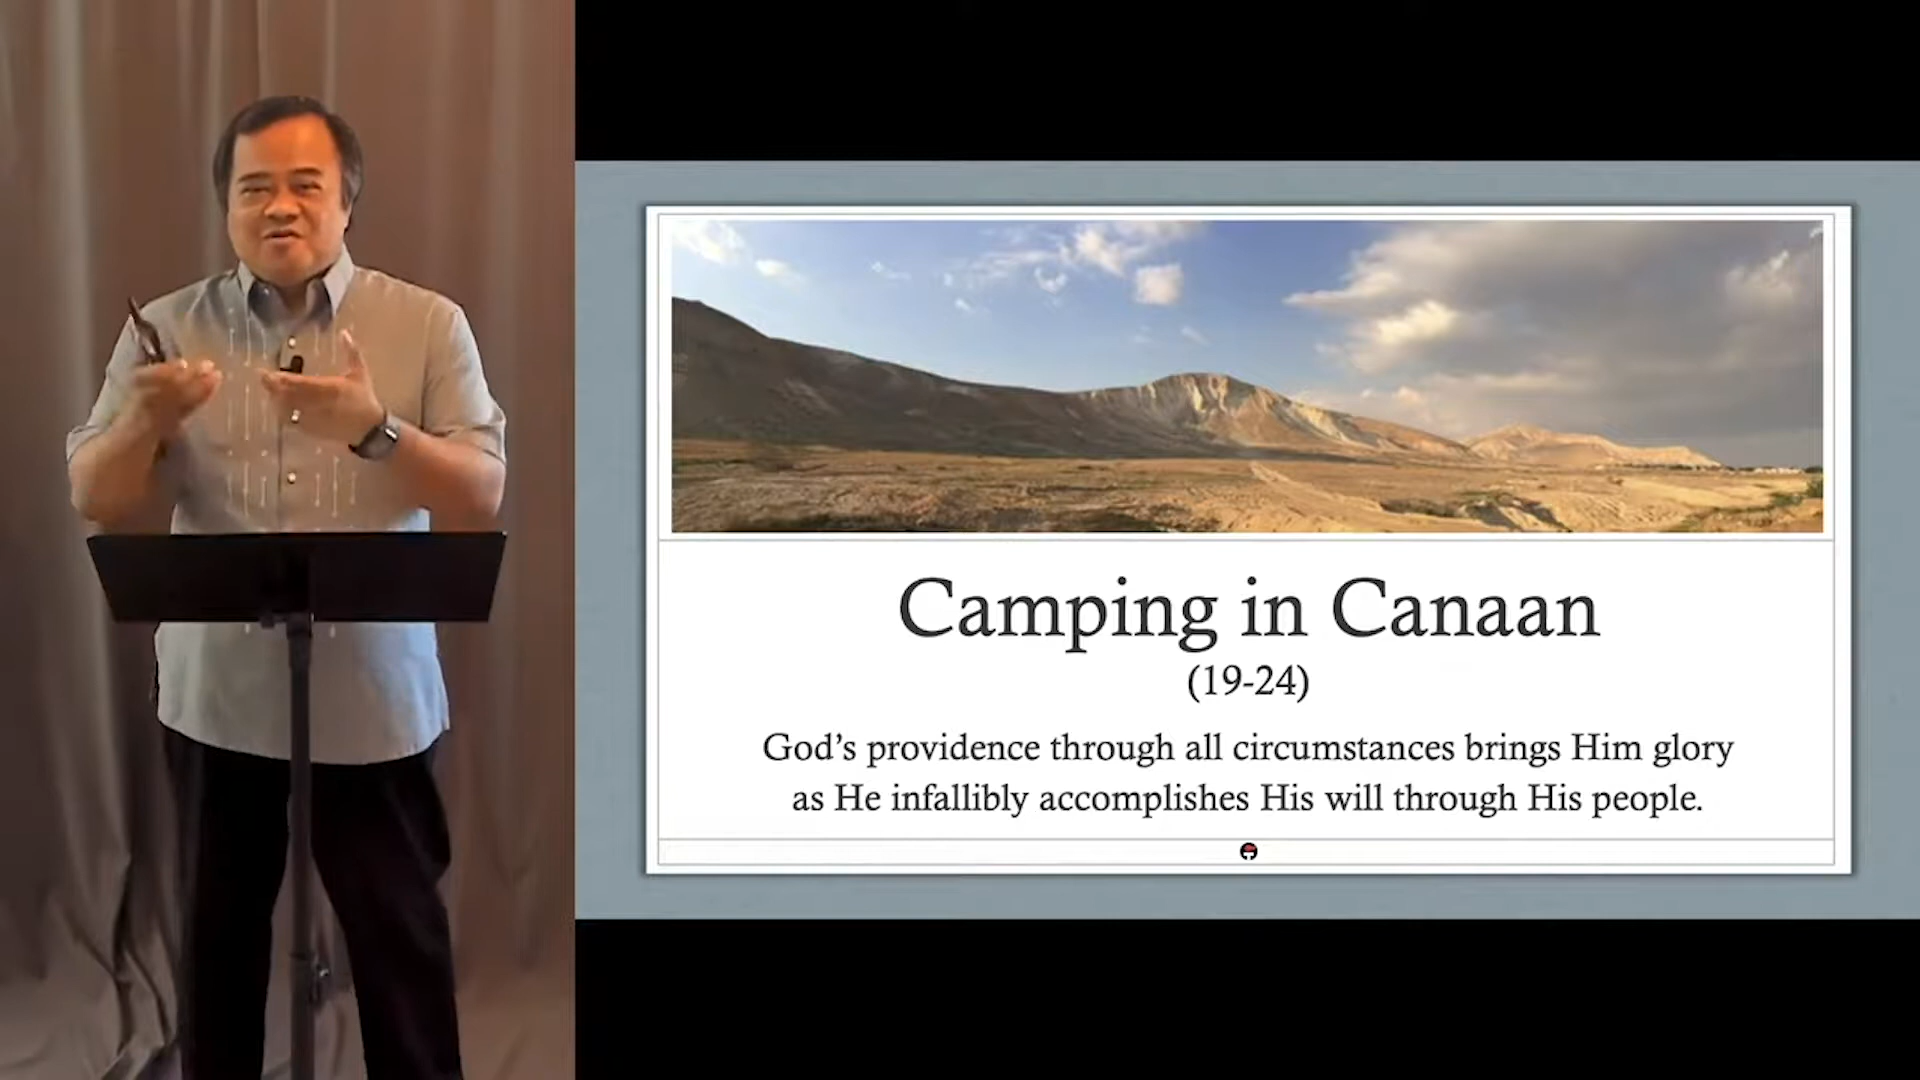 Camping in Canaan
(19-24)
God’s providence through all circumstances brings Him glory
as He infallibly accomplishes His will through His people.